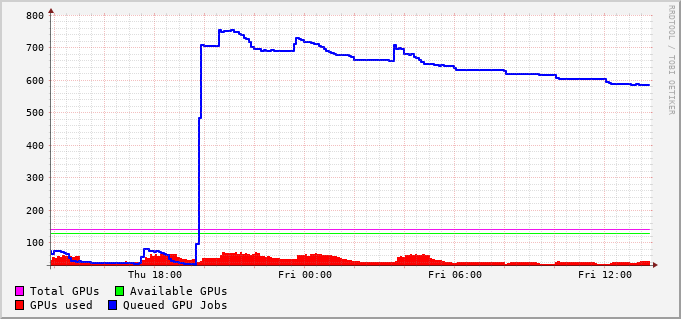 800
700
600
500
400
300
200
100
Thu 18:00 Fri 00:00 Fri 06:00 Fri 12:00
Total GPUs Available GPUs
GPUs used Queued GPU Jobs
RRDTOOL / TOBI OETIKER